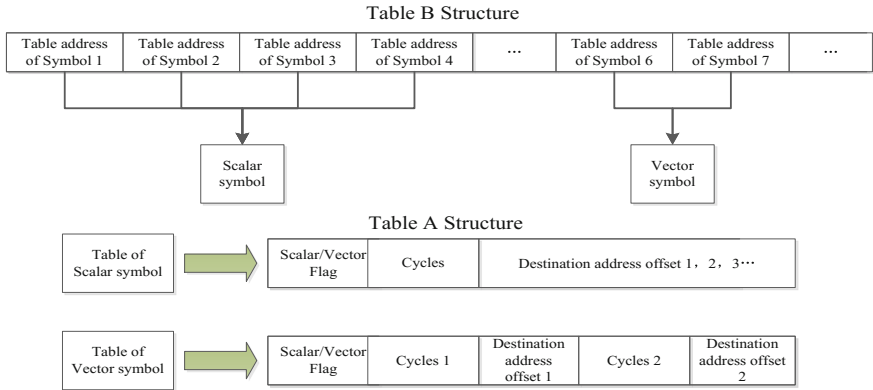 Table B Structure
Table address of Symbol 1
Table address of Symbol 2
Table address of Symbol 3
Table address of Symbol 4
...
Table address of Symbol 6
Table address of Symbol 7
...
Scalar symbol
Vector symbol
Table A Structure
Table of Scalar symbol
Scalar/Vector Flag
Cycles
Destination address offset 1，2，3…
Table of Vector symbol
Scalar/Vector Flag
Cycles 1
Destination address offset 1
Cycles 2
Destination address offset 2